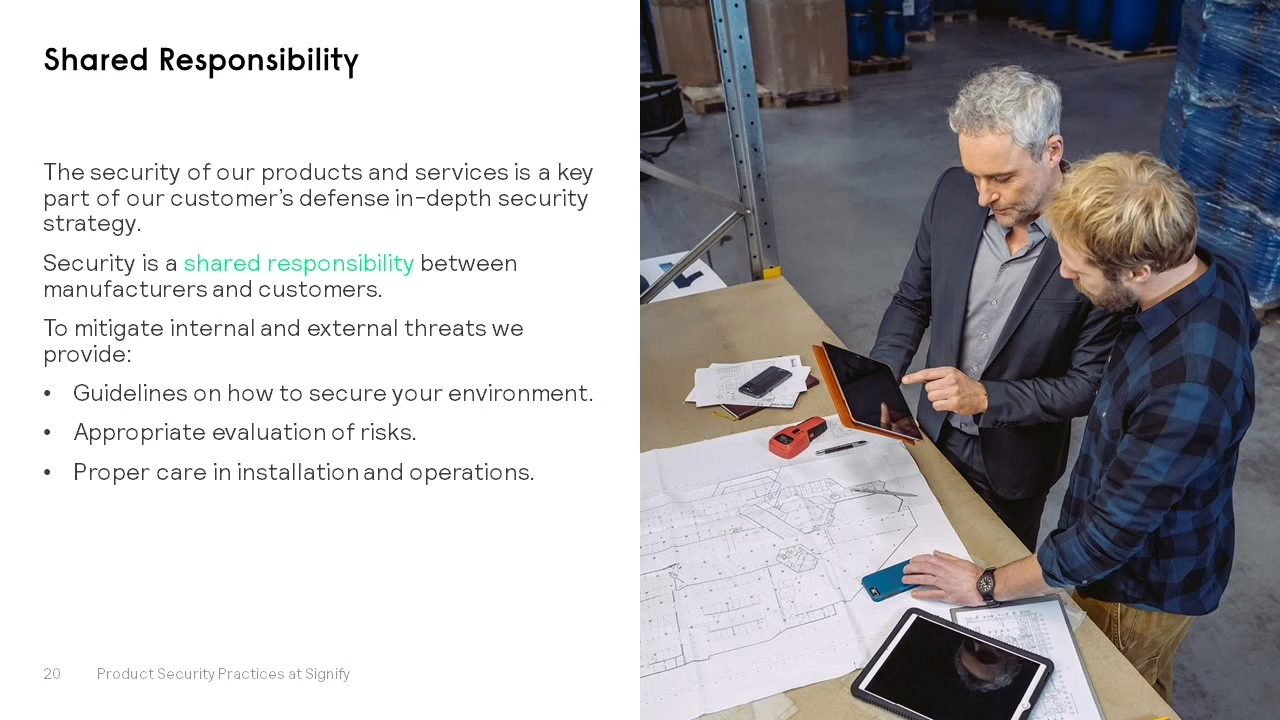 Shared Responsibility
The security of our products and services is a key
part of our customer's defense in-depth security
strategy.
Security is a shared responsibility between
manufacturers and customers.
To mitigate internal and external threats we
provide:
• Guidelines on how to secure your environment.
• Appropriate evaluation of risks.
• Proper care in installation and operations.
20 Product Security Practices at Signify